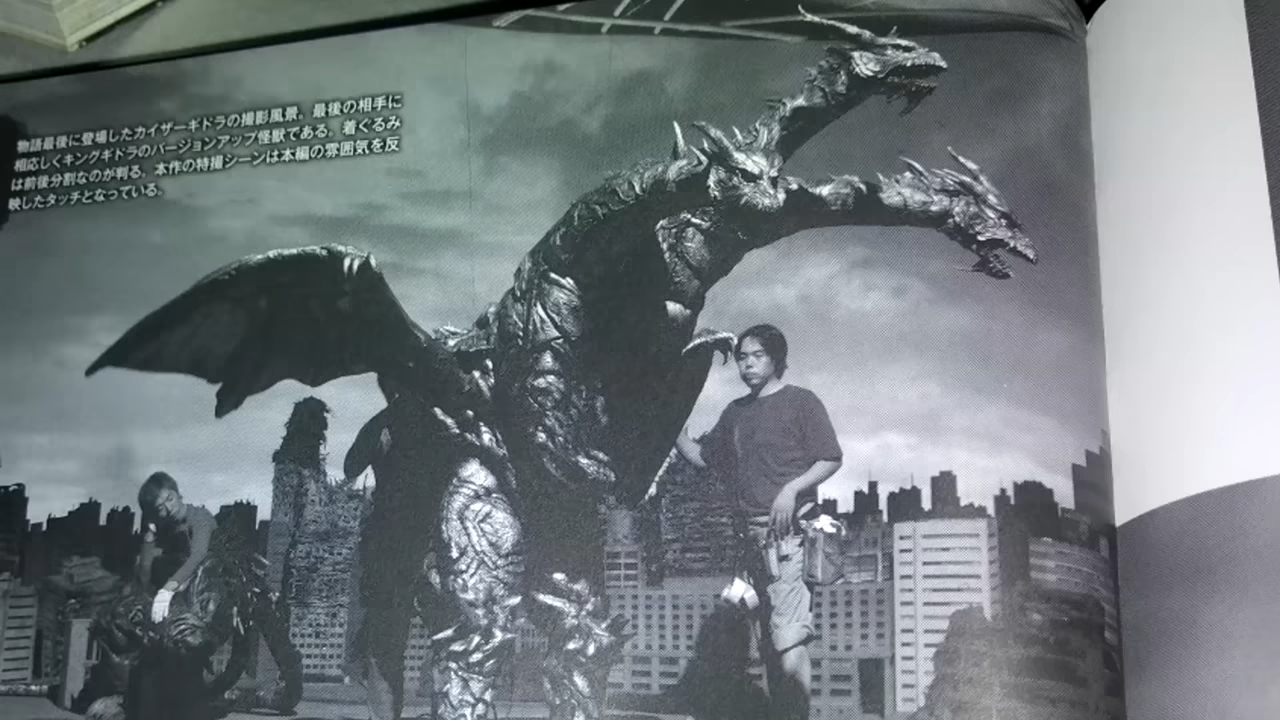 物語最後に登場したカイザーギドラの撮影風景。最後の相手に
相応しくキングギドラのバージョンアップ怪獣である。着ぐるみ
は前後分割なのが判る。本作の特撮シーンは本編の雰囲気を反
映したタッチとなっている。